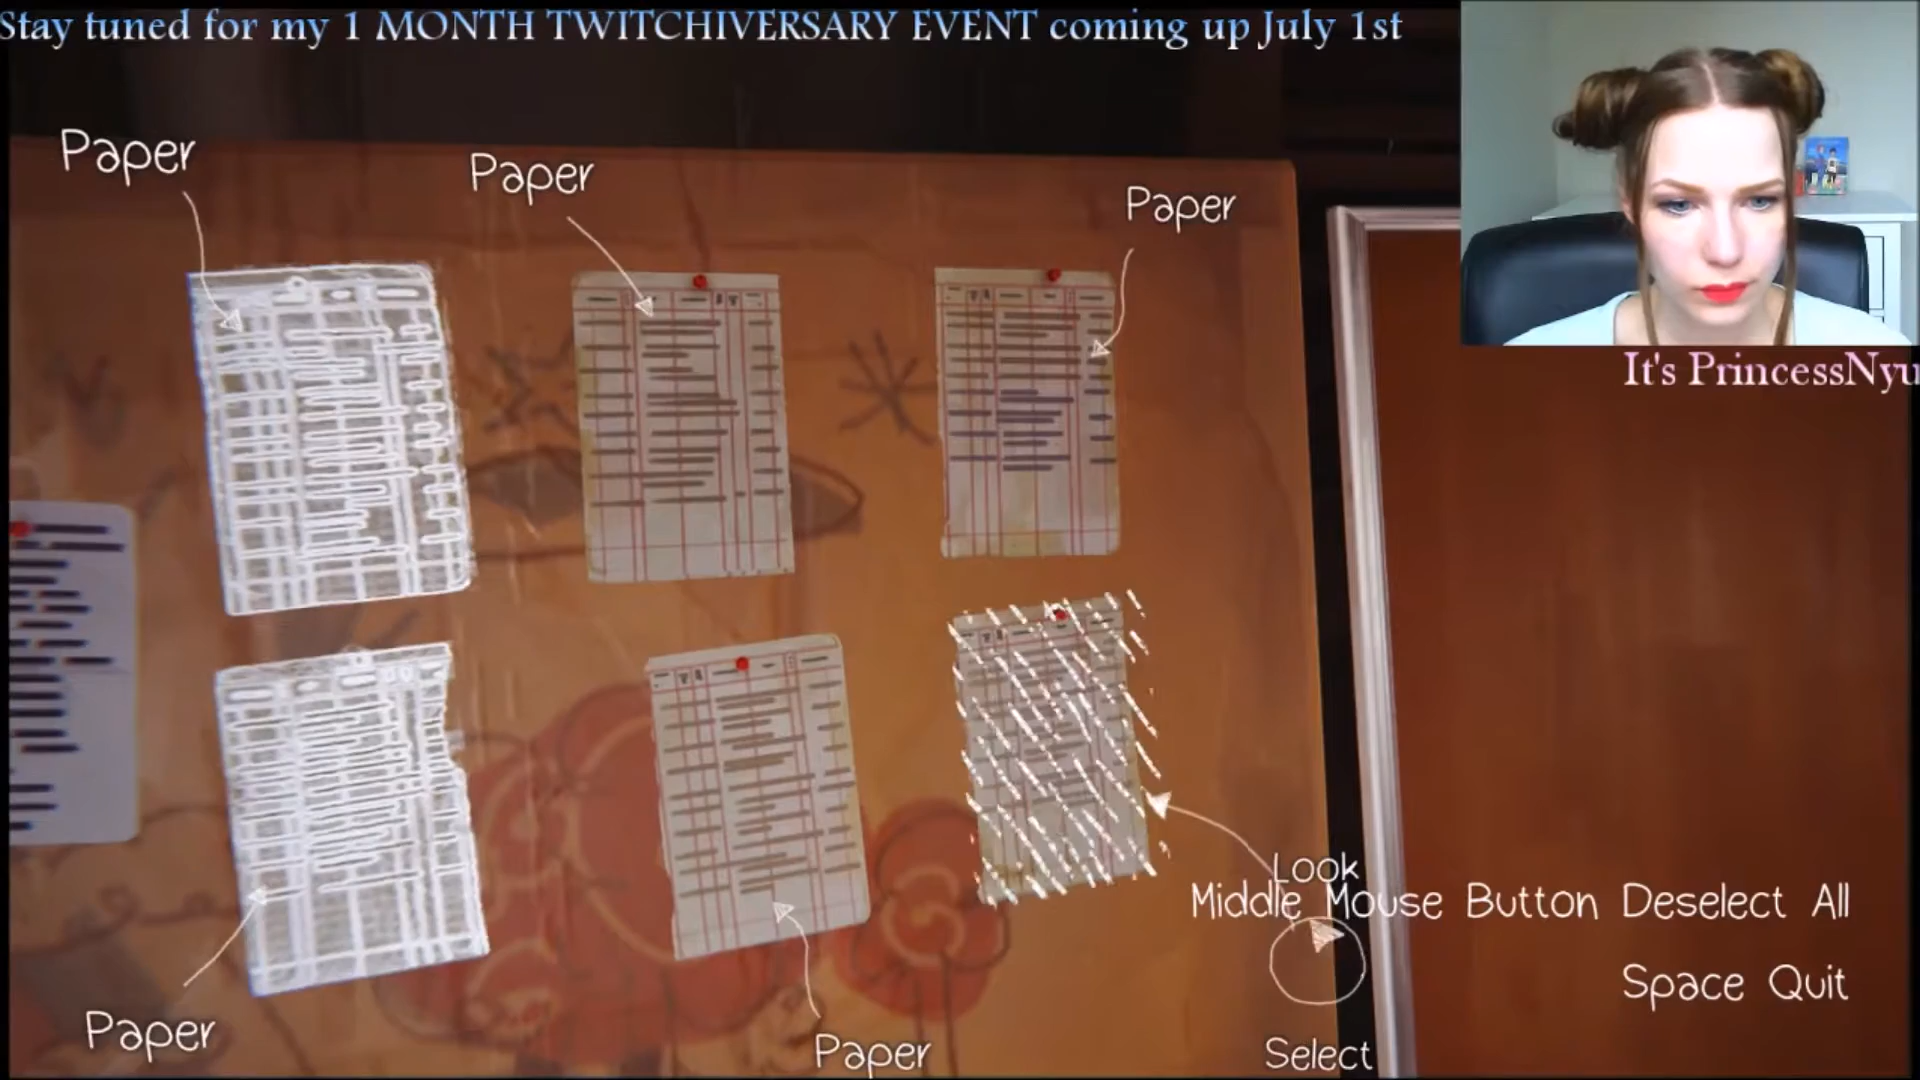 Stay tuned for my 1 MONTH TWITCHIVERSARY EVENT coming up July 1st
Paper
Paper
Paper
It's PrincessNyu
Look
Middle Mouse Button Deselect All
Space Quit
Paper
Paper
Select